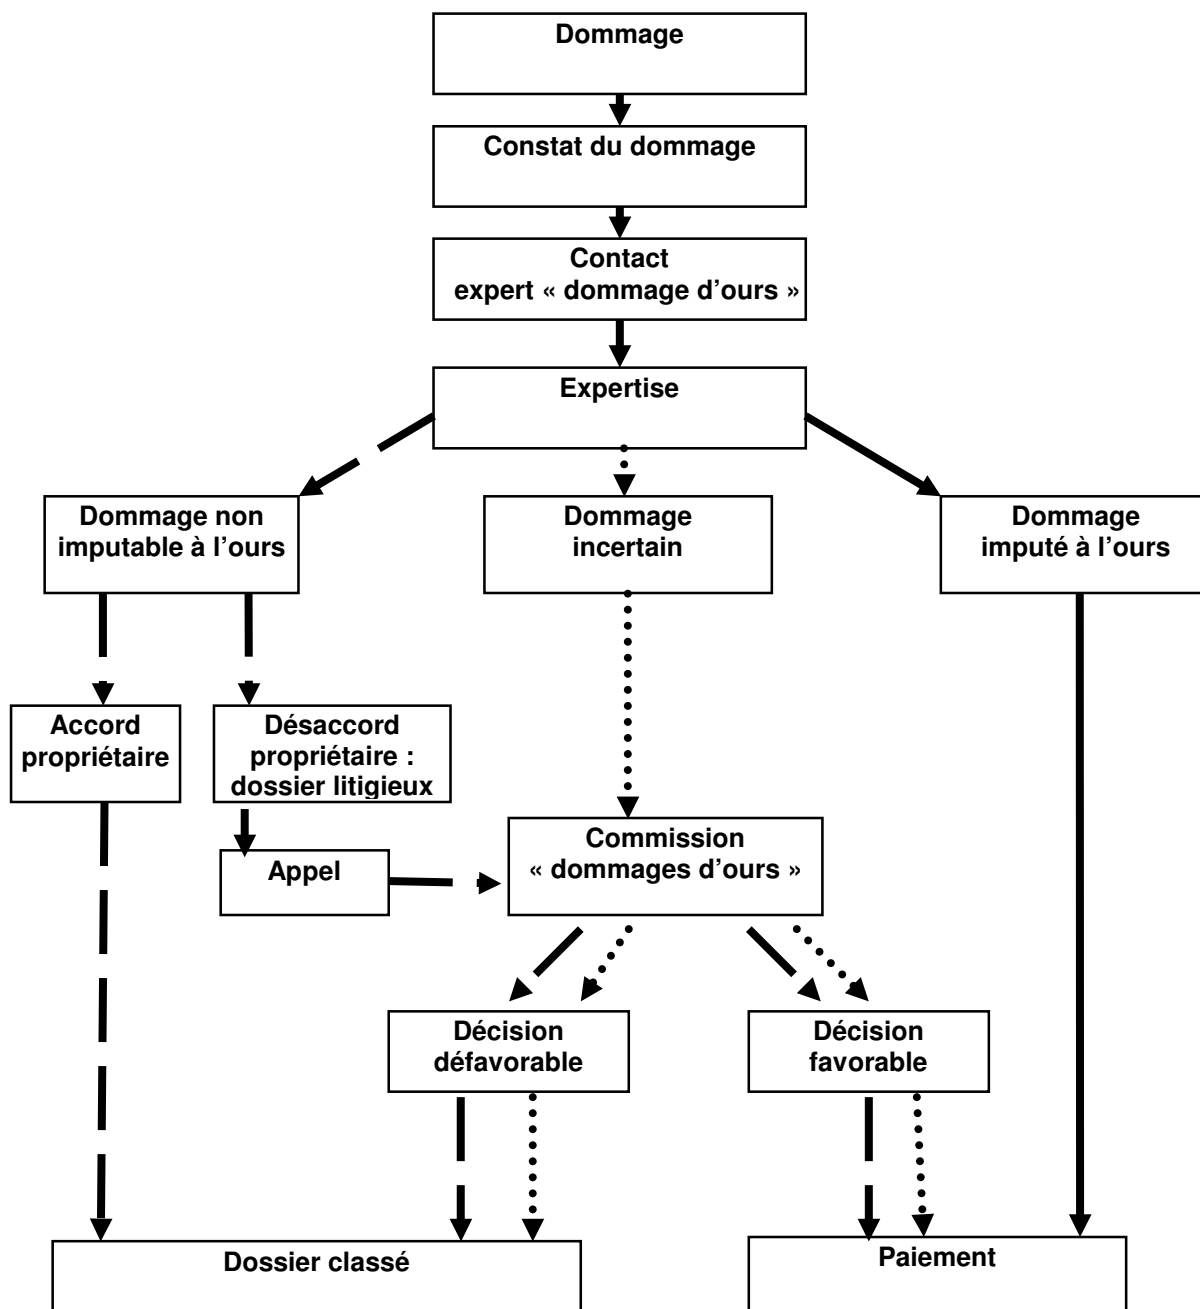 Dommage
Constat du dommage
Contact
expert « dommage d’ours »
Expertise
Dommage non
imputable à l’ours
Dommage
incertain
Dommage
imputé à l’ours
Accord
propriétaire
Désaccord
propriétaire :
dossier litigieux
Commission
« dommages d’ours »
Appel
Décision
défavorable
Décision
favorable
Dossier classé
Paiement